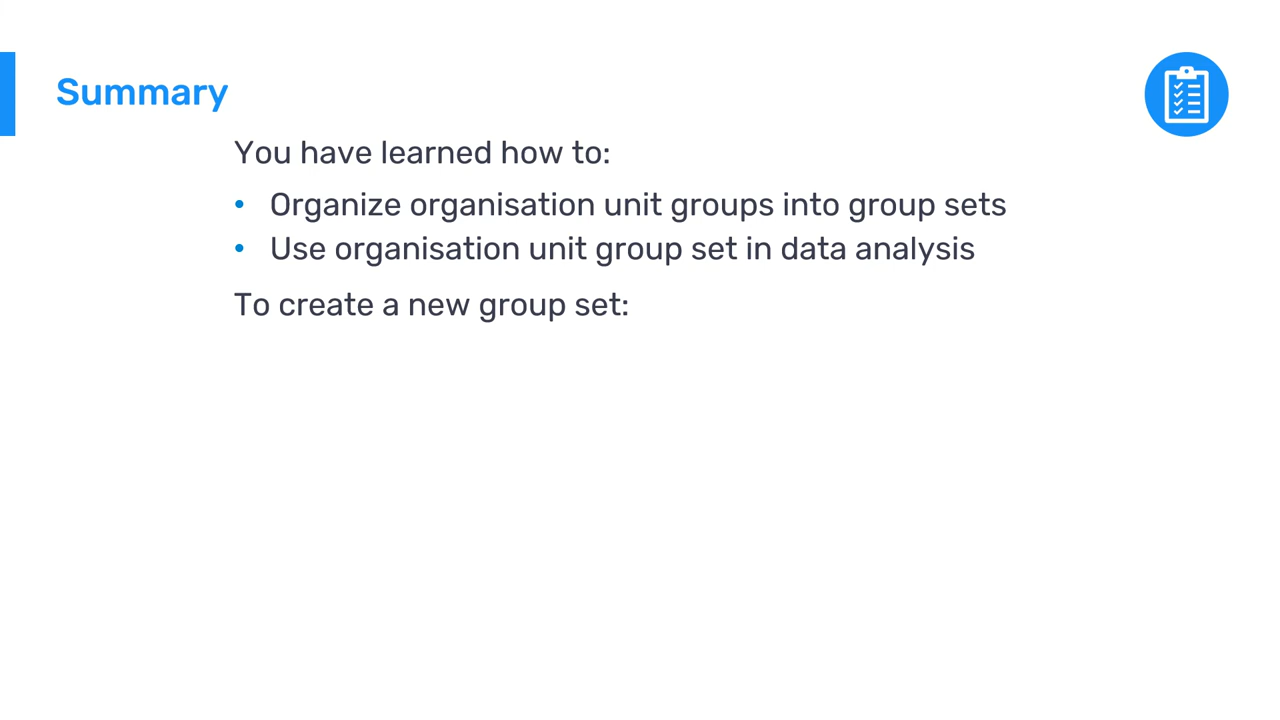 Summary
You have learned how to:
• Organize organisation unit groups into group sets
• Use organisation unit group set in data analysis
To create a new group set: